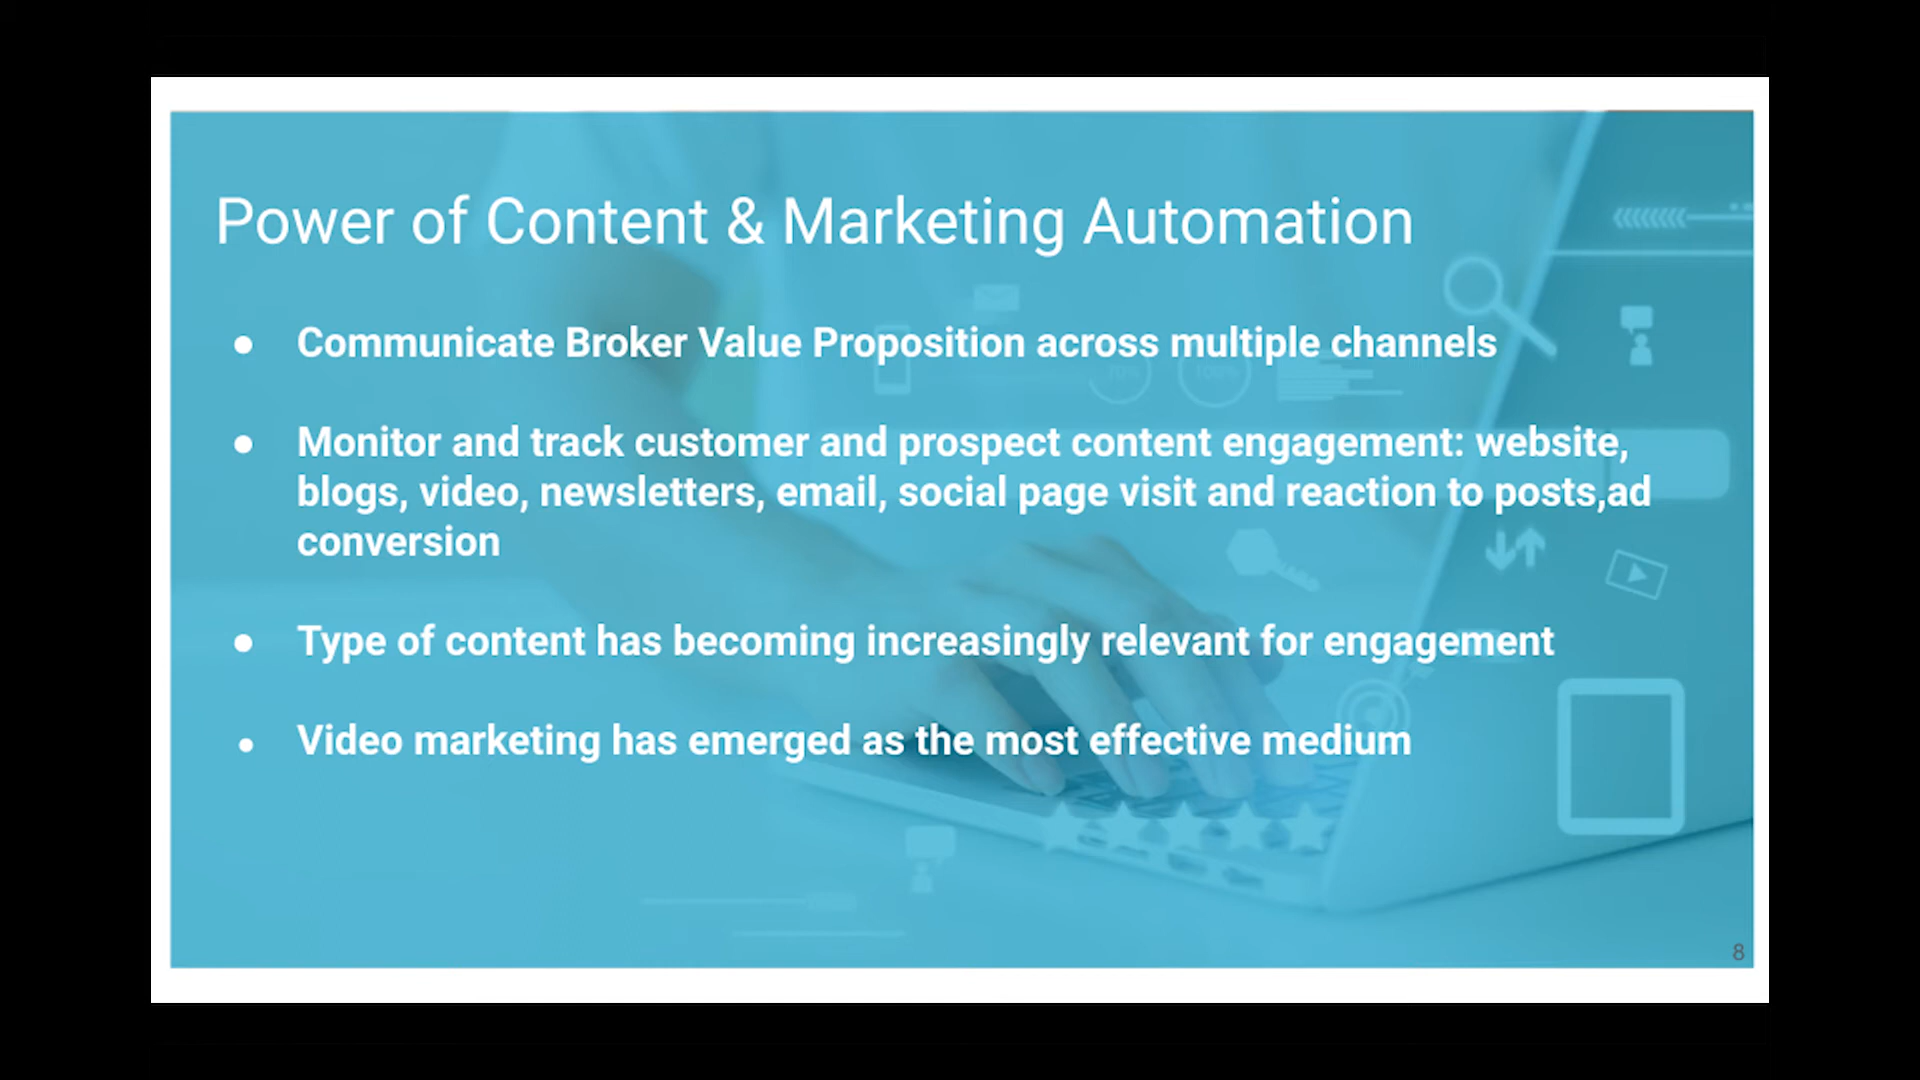 Power of Content & Marketing Automation
● Communicate Broker Value Proposition across multiple channels
● Monitor and track customer and prospect content engagement: website,
blogs, video, newsletters, email, social page visit and reaction to posts,ad
conversion
● Type of content has becoming increasingly relevant for engagement
● Video marketing has emerged as the most effective medium
8